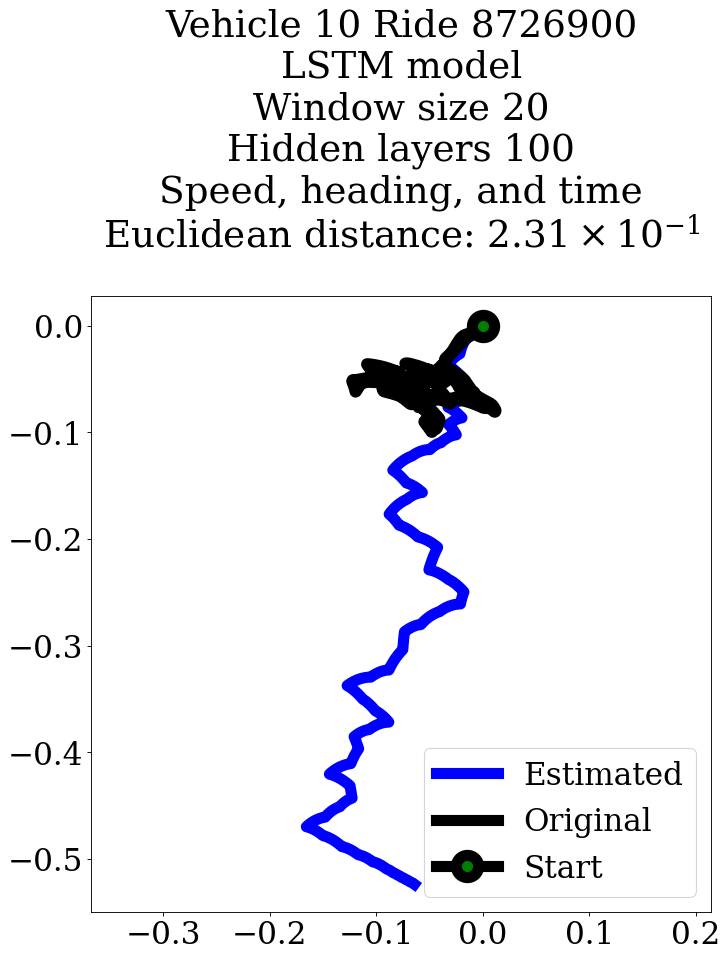 Vehicle 10 Ride 8726900
LSTM model
Window size 20
Hidden layers 100
Speed, heading, and time
Euclidean distance: 2.31 × 10⁻¹
0.0
−0.1
−0.2
−0.3
−0.4
−0.5
Estimated
Original
Start
−0.3
−0.2
−0.1
0.0
0.1
0.2